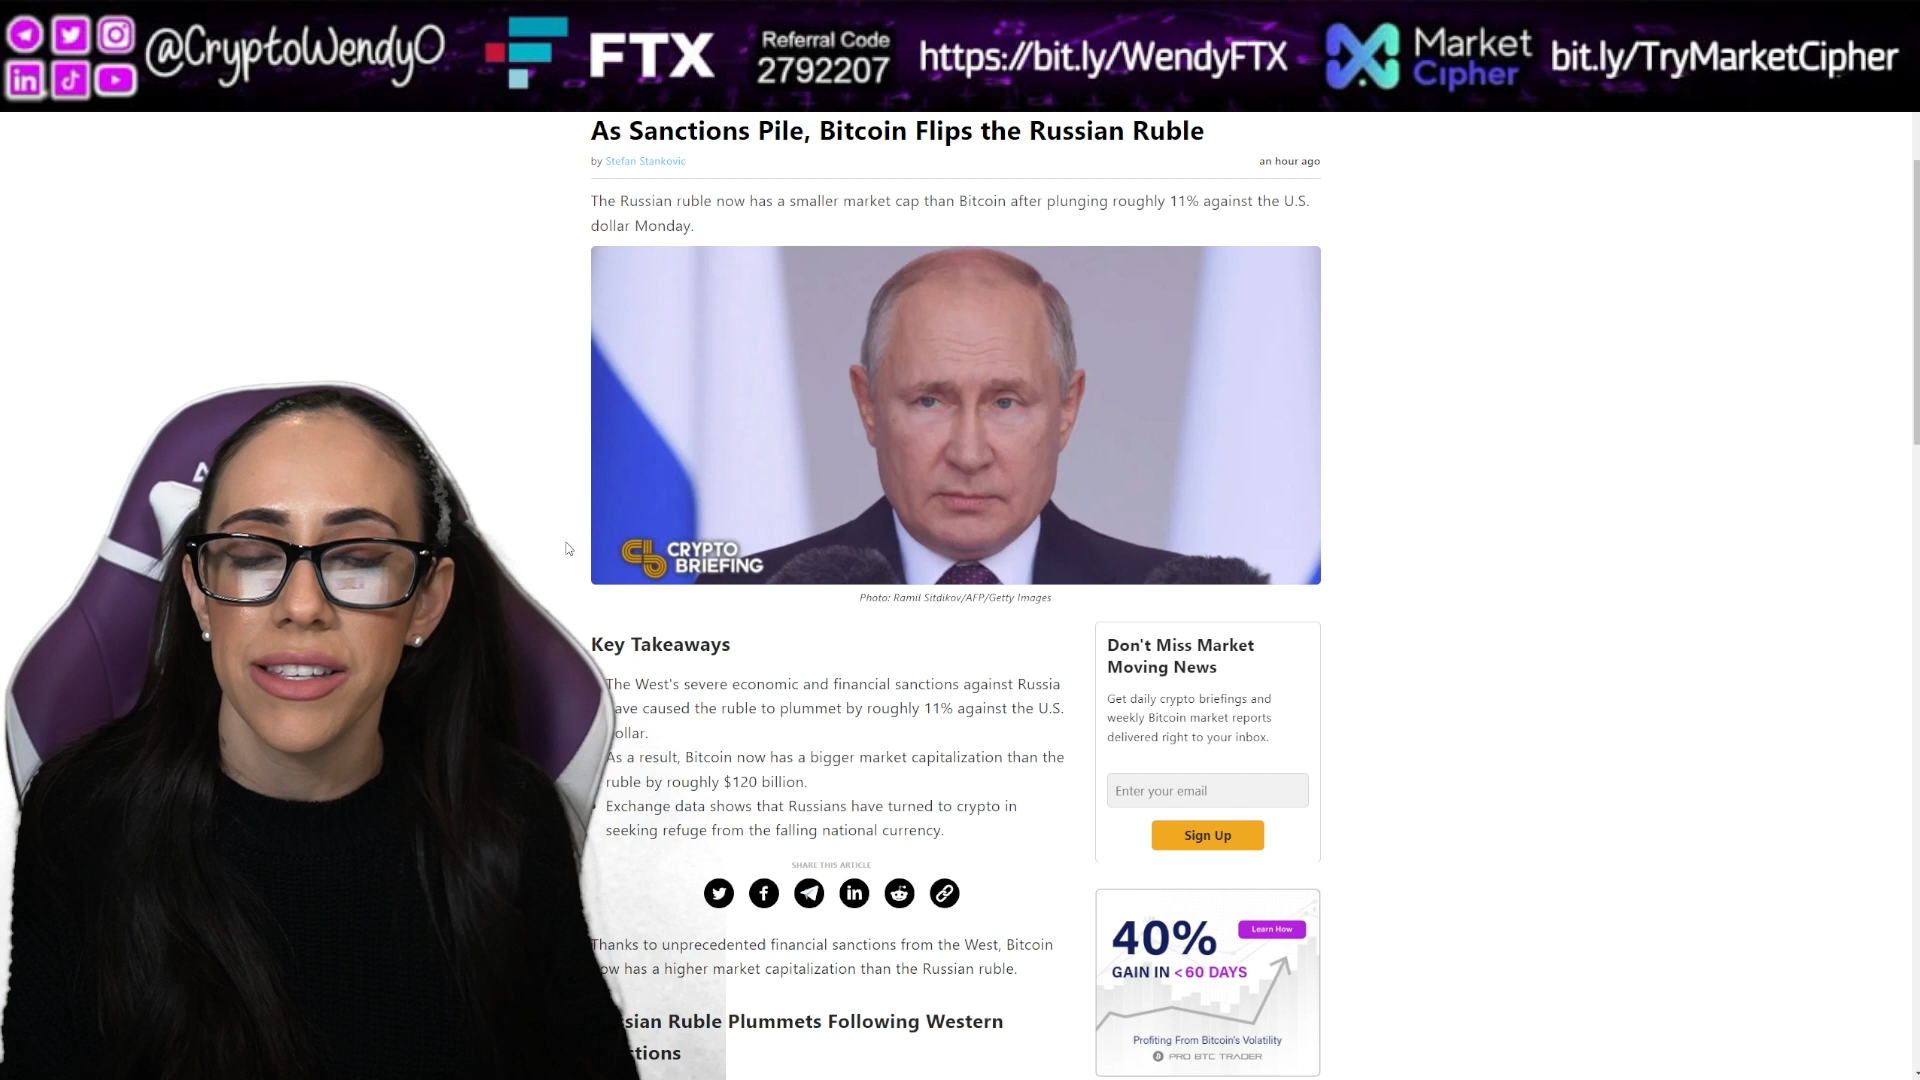 @CryptoWendyO
FTX
Referral Code
2792207
https://bit.ly/WendyFTX
Market
Cipher
bit.ly/TryMarketCipher
As Sanctions Pile, Bitcoin Flips the Russian Ruble
by Stefan Stankovic
an hour ago
The Russian ruble now has a smaller market cap than Bitcoin after plunging roughly 11% against the U.S.
dollar Monday.
CRYPTO
BRIEFING
Photo: Ramil Sitdikov/AFP/Getty Images
Key Takeaways
The West's severe economic and financial sanctions against Russia
ave caused the ruble to plummet by roughly 11% against the U.S.
ollar.
As a result, Bitcoin now has a bigger market capitalization than the
ruble by roughly $120 billion.
Exchange data shows that Russians have turned to crypto in
seeking refuge from the falling national currency.
SHARE THIS ARTICLE
Thanks to unprecedented financial sanctions from the West, Bitcoin
ow has a higher market capitalization than the Russian ruble.
sian Ruble Plummets Following Western
ctions
Don't Miss Market
Moving News
Get daily crypto briefings and
weekly Bitcoin market reports
delivered right to your inbox.
Enter your email
Sign Up
40%
Learn How
GAIN IN <60 DAYS
Profiting From Bitcoin's Volatility
PRO BTC TRADER